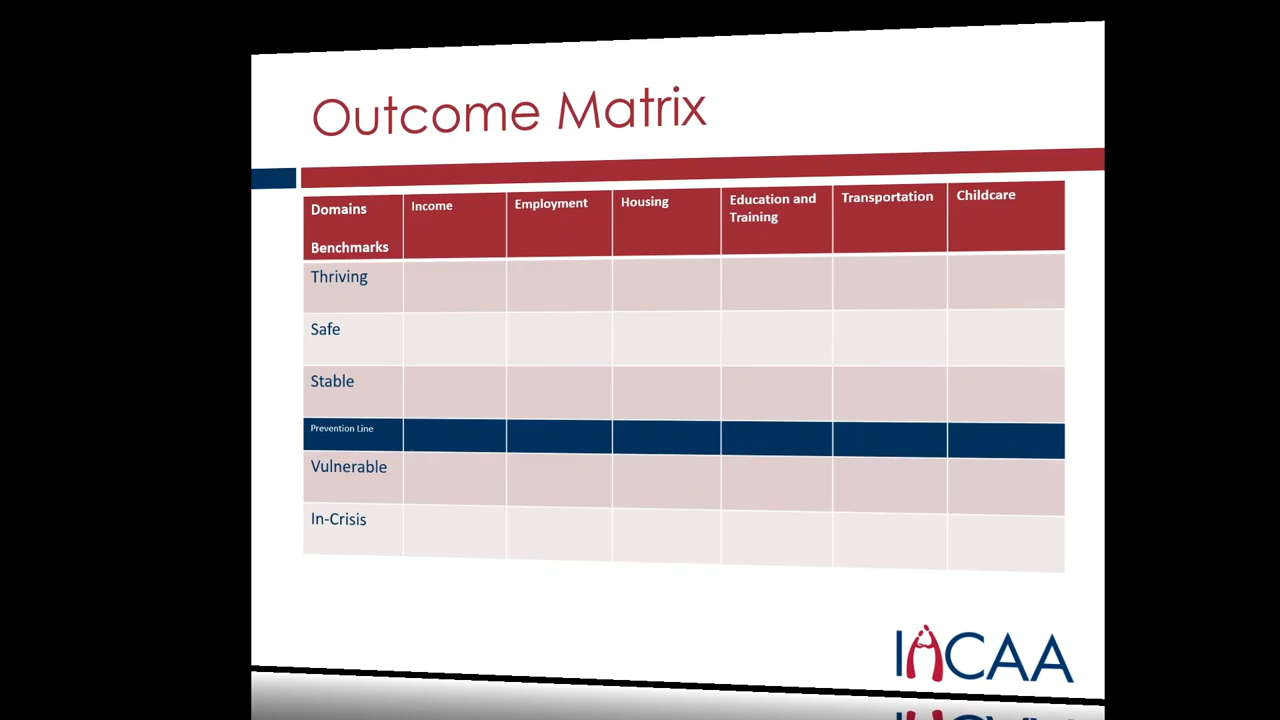 Outcome Matrix
Domains Income Employment Housing Education and Training Transportation Childcare
Benchmarks
Thriving
Safe
Stable
Prevention Line
Vulnerable
In-Crisis
INCAA